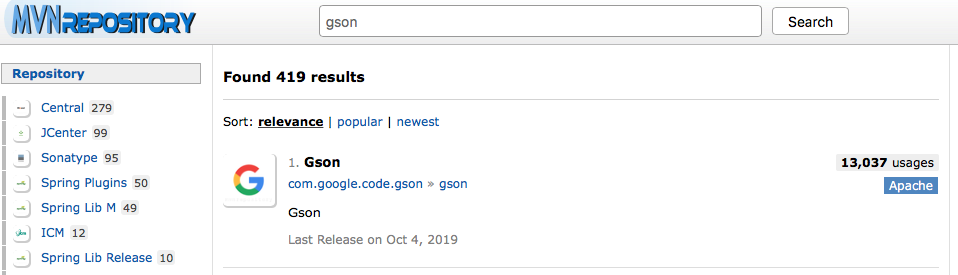 MVNREPOSITORY
gson
Search
Repository
Central 279
JCenter 99
Sonatype 95
Spring Plugins 50
Spring Lib M 49
ICM 12
Spring Lib Release 10
Found 419 results
Sort: relevance | popular | newest
1. Gson
13,037 usages
com.google.code.gson » gson
Apache
Gson
Last Release on Oct 4, 2019